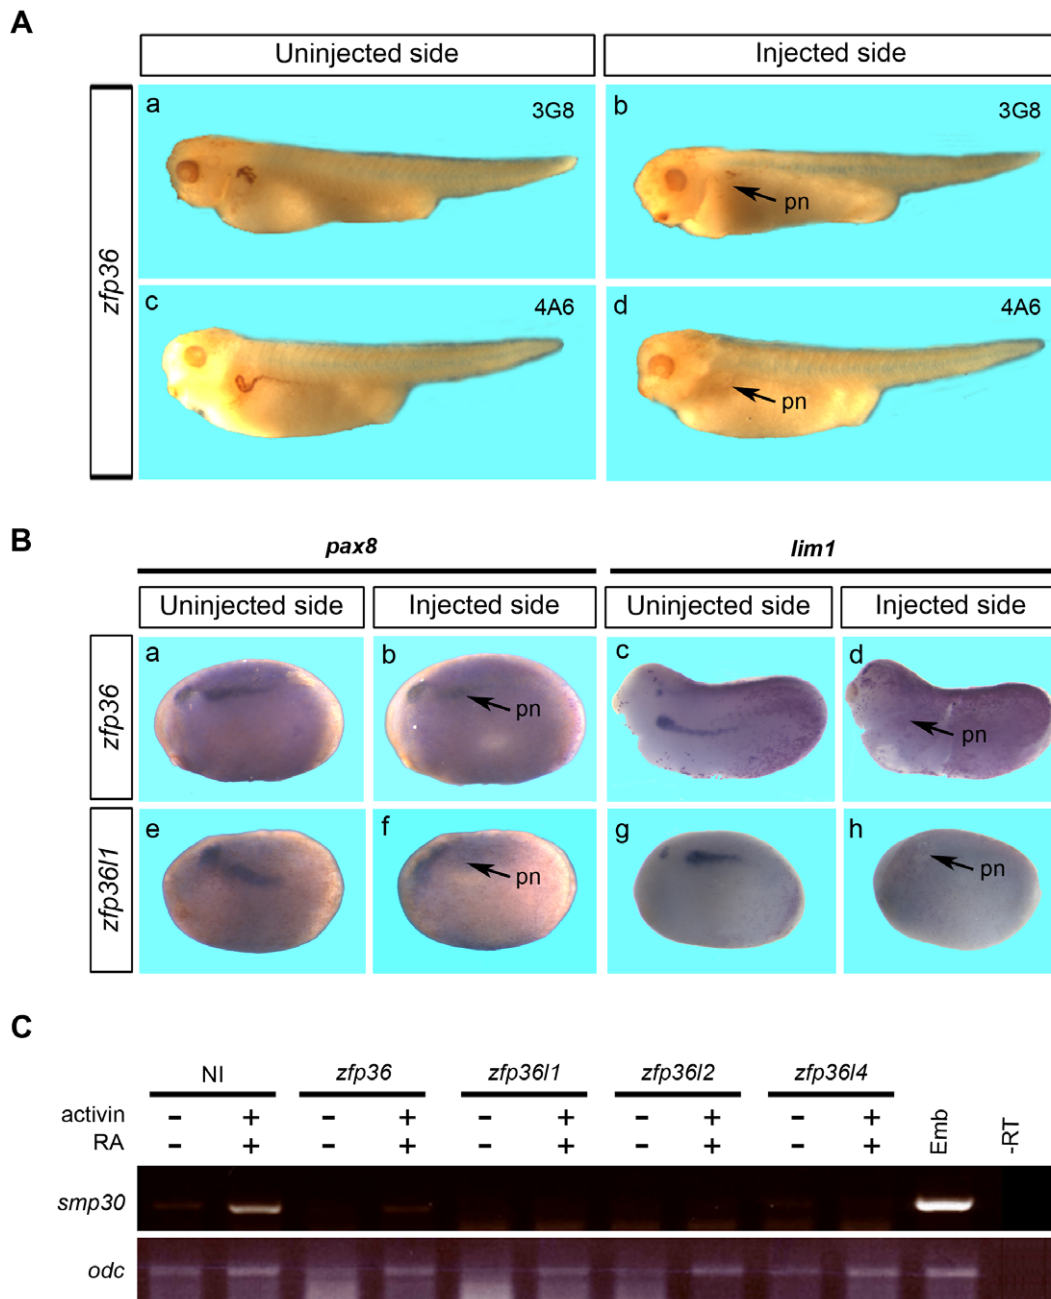 A
Uninjected side
Injected side
zfp36
a
3G8
b
3G8
pn
c
4A6
d
4A6
pn
B
pax8
lim1
Uninjected side
Injected side
Uninjected side
Injected side
zfp36
a
b
pn
c
d
pn
zfp36l1
e
f
pn
g
h
pn
C
NI
zfp36
zfp36l1
zfp36l2
zfp36l4
activin - + - + - + - + - +
RA - + - + - + - + - +
Emb
-RT
smp30
odc